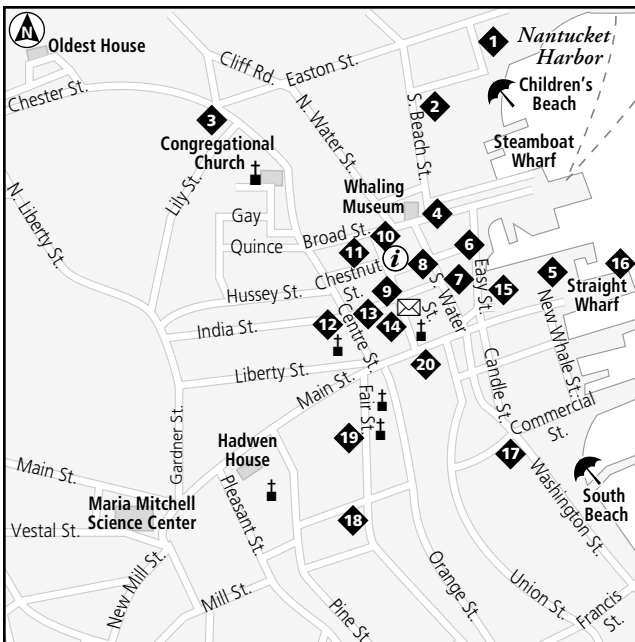 N
Oldest House
Nantucket
Harbor
1
Cliff Rd.
Easton St.
Chester St.
Children's
Beach
2
3
N. Water St.
S. Beach St.
Congregational
Church
Steamboat
Wharf
Lily St.
N. Liberty St.
Whaling
Museum
4
Gay
Quince
Broad St.
10
11
i
6
8
7
Chestnut
St.
Easy St.
5
16
Straight
Wharf
15
9
S. Water
St.
Hussey St.
India St.
12
13
14
Centre St.
New Whale St.
Liberty St.
Main St.
20
Candle St.
Fair St.
Commercial
St.
Gardner St.
19
17
Hadwen
House
Main St.
Maria Mitchell
Science Center
Pleasant St.
Washington St.
South
Beach
18
Vestal St.
New Mill St.
Mill St.
Pine St.
Orange St.
Union St.
Francis
St.